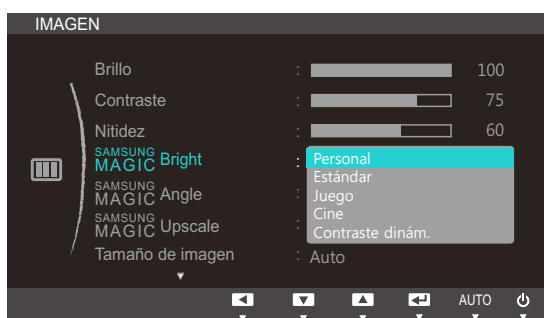 IMAGEN
Brillo : 100
Contraste : 75
Nitidez : 60
SAMSUNG MAGIC Bright : Personal
Estándar
SAMSUNG MAGIC Angle : Juego
Cine
SAMSUNG MAGIC Upscale : Contraste dinám.
Tamaño de imagen : Auto
AUTO